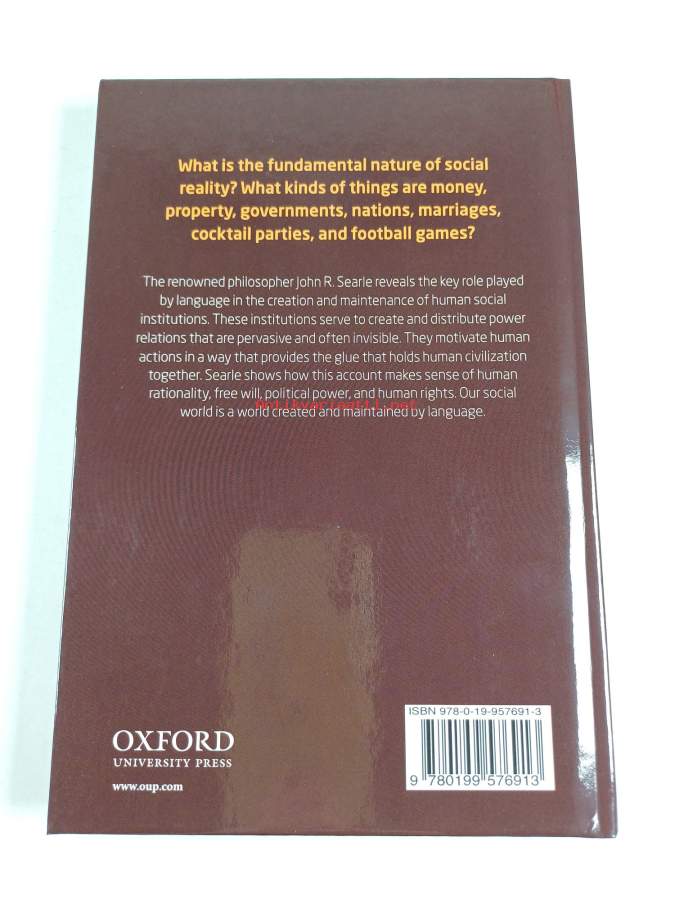 What is the fundamental nature of social
reality? What kinds of things are money,
property, governments, nations, marriages,
cocktail parties, and football games?
The renowned philosopher John R. Searle reveals the key role played
by language in the creation and maintenance of human social
institutions. These institutions serve to create and distribute power
relations that are pervasive and often invisible. They motivate human
actions in a way that provides the glue that holds human civilization
together. Searle shows how this account makes sense of human
rationality, free will, political power, and human rights. Our social
Antikvariaatti.net
world is a world created and maintained by language.
ISBN 978-0-19-957691-3
9 780199 576913
OXFORD
UNIVERSITY PRESS
www.oup.com